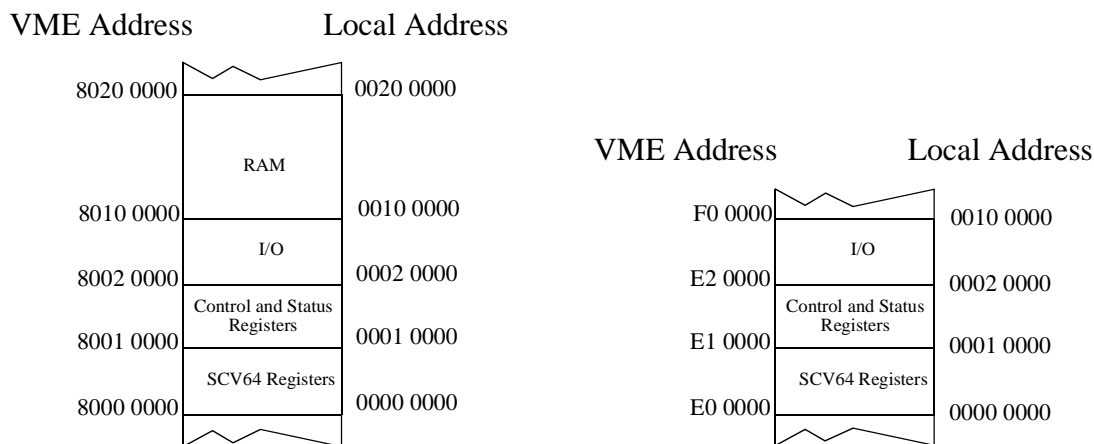 VME Address Local Address
8020 0000 0020 0000
RAM
8010 0000 0010 0000
I/O
8002 0000 0002 0000
Control and Status
Registers
8001 0000 0001 0000
SCV64 Registers
8000 0000 0000 0000
VME Address Local Address
F0 0000 0010 0000
I/O
E2 0000 0002 0000
Control and Status
Registers
E1 0000 0001 0000
SCV64 Registers
E0 0000 0000 0000